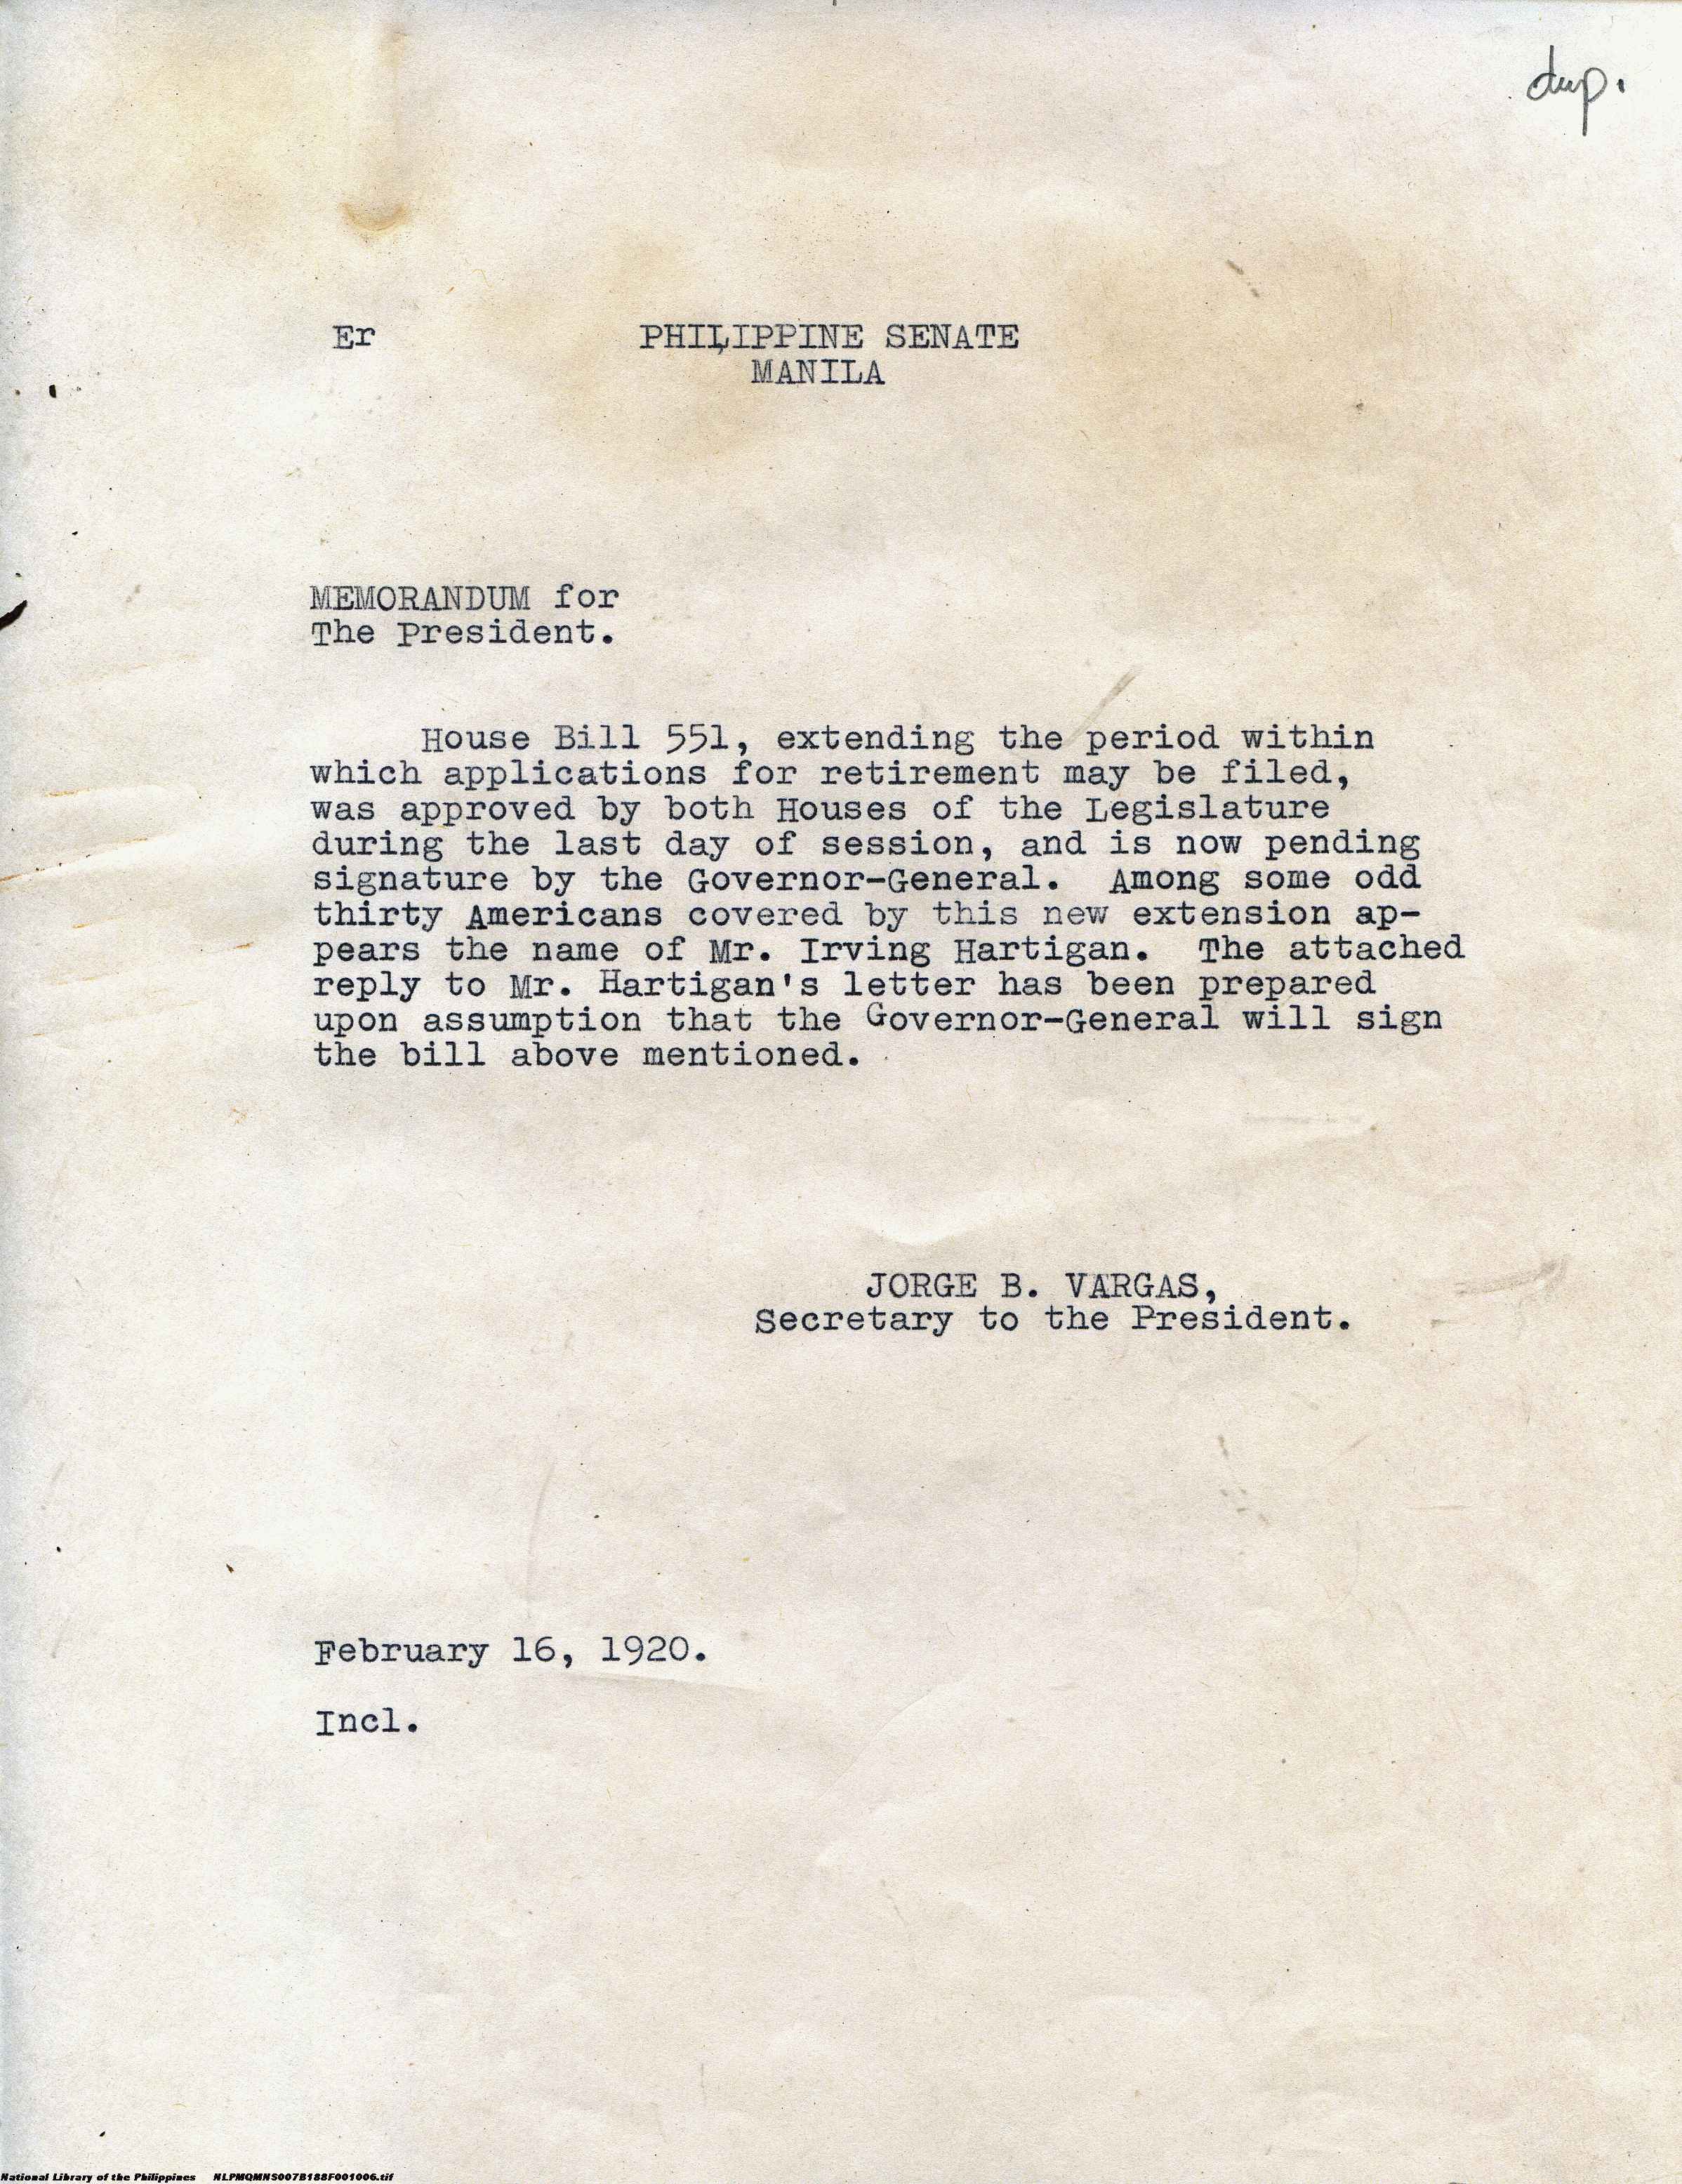 dup.
Er PHILIPPINE SENATE
MANILA
MEMORANDUM for
The President.
House Bill 551, extending the period within
which applications for retirement may be filed,
was approved by both Houses of the Legislature
during the last day of session, and is now pending
signature by the Governor-General. Among some odd
thirty Americans covered by this new extension ap-
pears the name of Mr. Irving Hartigan. The attached
reply to Mr. Hartigan's letter has been prepared
upon assumption that the Governor-General will sign
the bill above mentioned.
JORGE B. VARGAS,
Secretary to the President.
February 16, 1920.
Incl.
National Library of the Philippines NLPMQMNS007B188F001006.tif